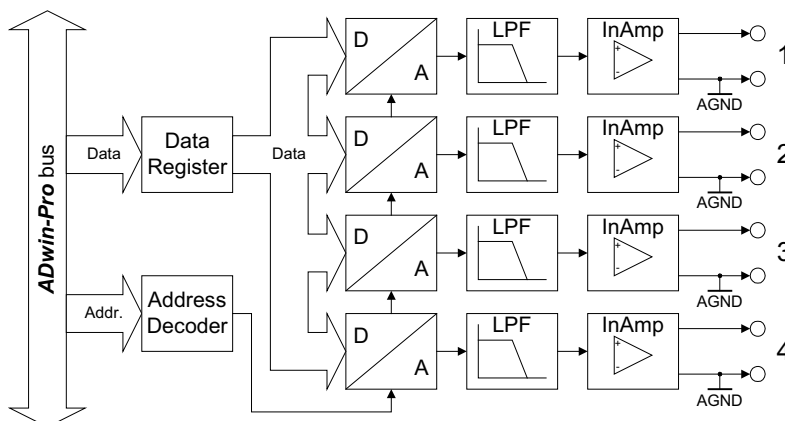 ADwin-Pro bus
Data
Data
Register
Data
Addr.
Address
Decoder
D
A
LPF
InAmp
+
-
AGND
1
D
A
LPF
InAmp
+
-
AGND
2
D
A
LPF
InAmp
+
-
AGND
3
D
A
LPF
InAmp
+
-
AGND
4